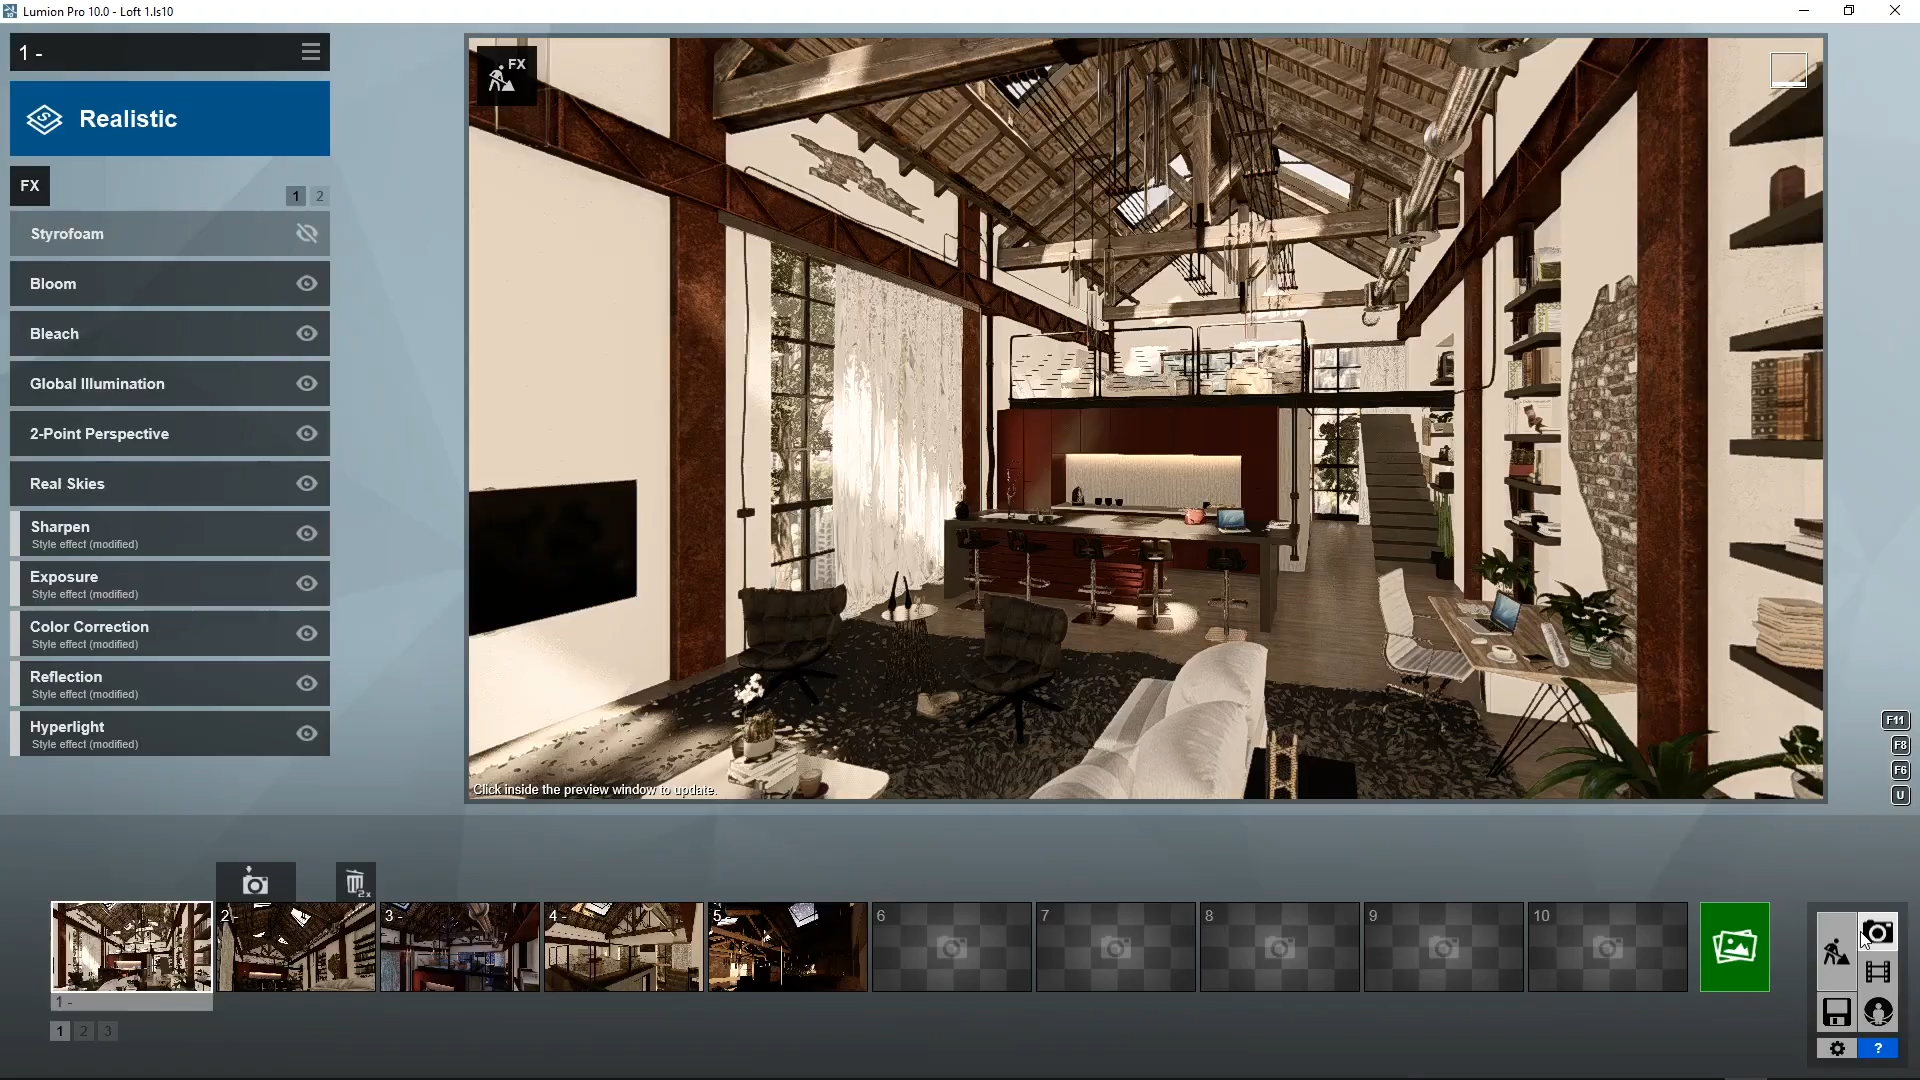 Lumion Pro 10.0 - Loft 1.ls10
1 -
Realistic
FX
1 2
Styrofoam
Bloom
Bleach
Global Illumination
2-Point Perspective
Real Skies
Sharpen
Style effect (modified)
Exposure
Style effect (modified)
Color Correction
Style effect (modified)
Reflection
Style effect (modified)
Hyperlight
Style effect (modified)
FX
Click inside the preview window to update.
F11
F8
F6
U
2x
2 -
3 -
4 -
5 -
6
7
8
9
10
1 -
1 2 3
?